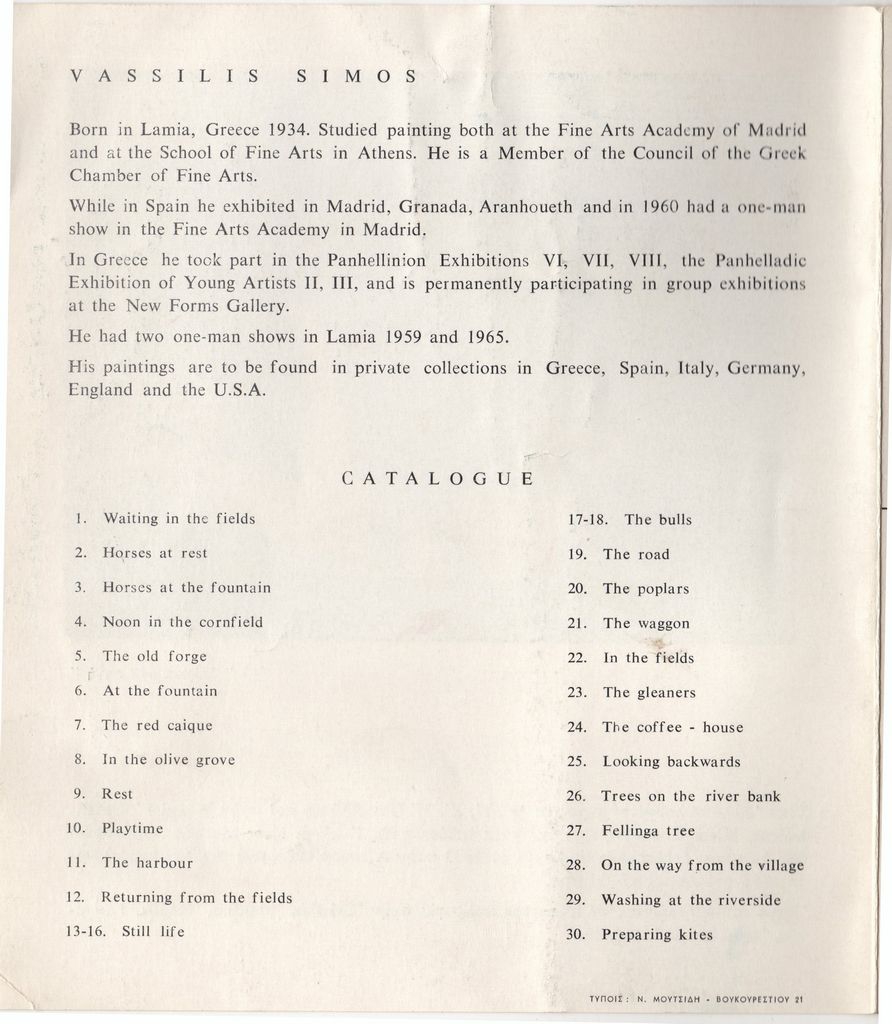 VASSILIS SIMOS
Born in Lamia, Greece 1934. Studied painting both at the Fine Arts Academy of Madrid
and at the School of Fine Arts in Athens. He is a Member of the Council of the Greek
Chamber of Fine Arts.
While in Spain he exhibited in Madrid, Granada, Aranhoueth and in 1960 had a one-man
show in the Fine Arts Academy in Madrid.
In Greece he took part in the Panhellinion Exhibitions VI, VII, VIII, the Panhelladic
Exhibition of Young Artists II, III, and is permanently participating in group exhibitions
at the New Forms Gallery.
He had two one-man shows in Lamia 1959 and 1965.
His paintings are to be found in private collections in Greece, Spain, Italy, Germany,
England and the U.S.A.
CATALOGUE
1. Waiting in the fields
2. Horses at rest
3. Horses at the fountain
4. Noon in the cornfield
5. The old forge
6. At the fountain
7. The red caique
8. In the olive grove
9. Rest
10. Playtime
11. The harbour
12. Returning from the fields
13-16. Still life
17-18. The bulls
19. The road
20. The poplars
21. The waggon
22. In the fields
23. The gleaners
24. The coffee - house
25. Looking backwards
26. Trees on the river bank
27. Fellinga tree
28. On the way from the village
29. Washing at the riverside
30. Preparing kites
ΤΥΠΟΙΣ: Ν. ΜΟΥΤΣΙΔΗ - ΒΟΥΚΟΥΡΕΣΤΙΟΥ 21